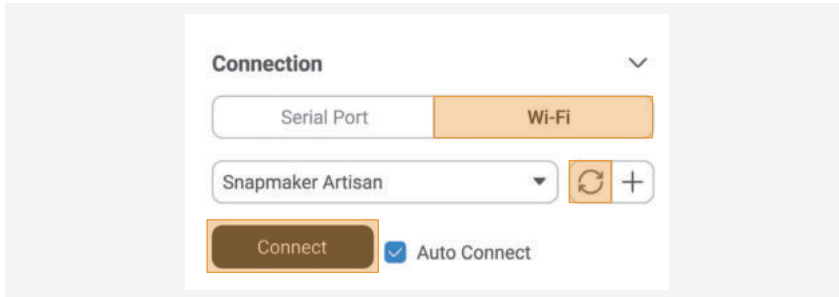 Connection
Serial Port Wi-Fi
Snapmaker Artisan
Connect Auto Connect